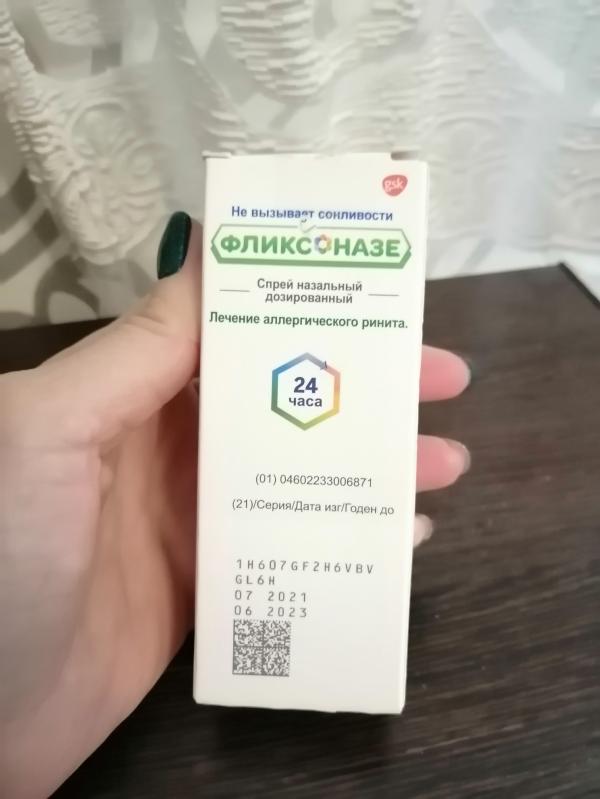 gsk
Не вызывает сонливости
ФЛИКСОНАЗЕ
Спрей назальный
дозированный
Лечение аллергического ринита.
24
часа
(01) 04602233006871
(21)/Серия/Дата изг/Годен до
1H607GF2H6VBV
GL6H
07 2021
06 2023